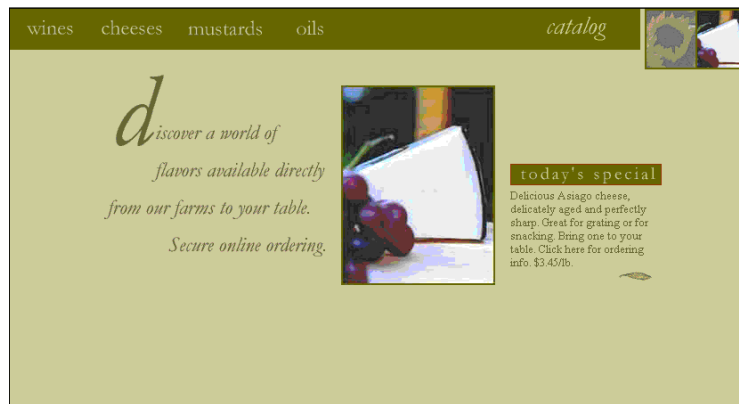 wines cheeses mustards oils catalog
discover a world of
flavors available directly
from our farms to your table.
Secure online ordering.
today's special
Delicious Asiago cheese,
delicately aged and perfectly
sharp. Great for grating or for
snacking. Bring one to your
table. Click here for ordering
info. $3.45/lb.